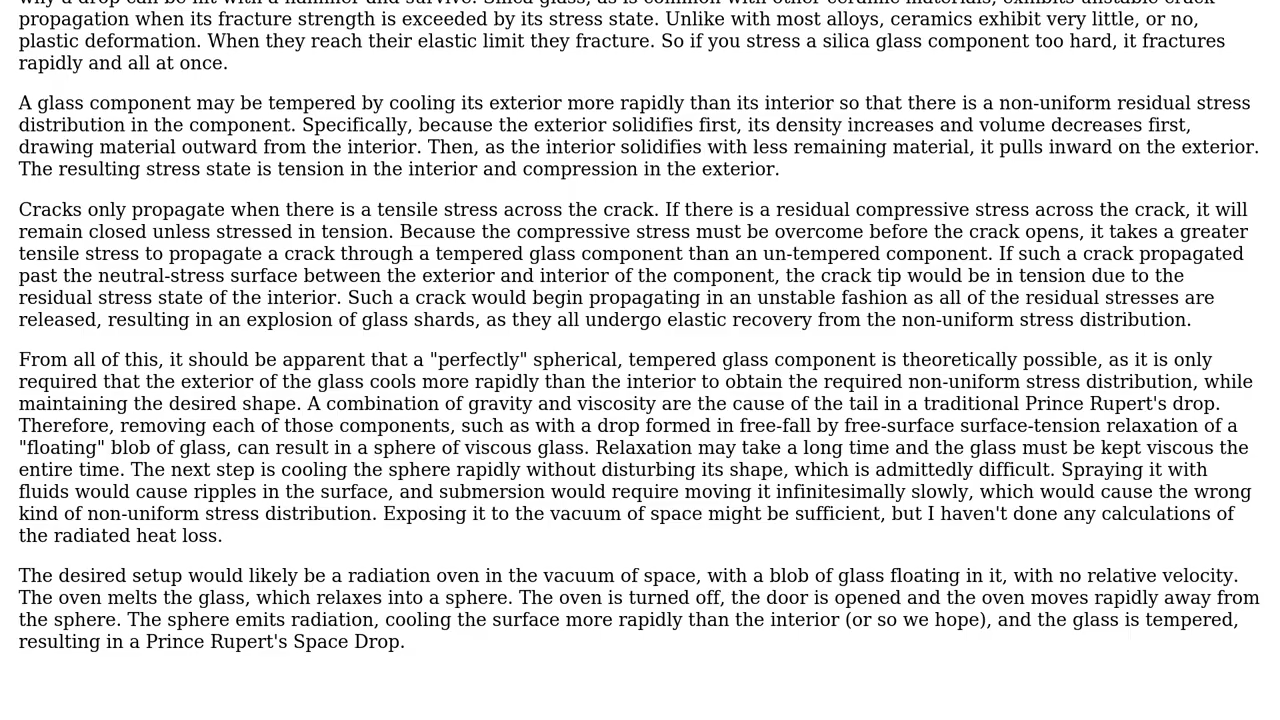 propagation when its fracture strength is exceeded by its stress state. Unlike with most alloys, ceramics exhibit very little, or no,
plastic deformation. When they reach their elastic limit they fracture. So if you stress a silica glass component too hard, it fractures
rapidly and all at once.
A glass component may be tempered by cooling its exterior more rapidly than its interior so that there is a non-uniform residual stress
distribution in the component. Specifically, because the exterior solidifies first, its density increases and volume decreases first,
drawing material outward from the interior. Then, as the interior solidifies with less remaining material, it pulls inward on the exterior.
The resulting stress state is tension in the interior and compression in the exterior.
Cracks only propagate when there is a tensile stress across the crack. If there is a residual compressive stress across the crack, it will
remain closed unless stressed in tension. Because the compressive stress must be overcome before the crack opens, it takes a greater
tensile stress to propagate a crack through a tempered glass component than an un-tempered component. If such a crack propagated
past the neutral-stress surface between the exterior and interior of the component, the crack tip would be in tension due to the
residual stress state of the interior. Such a crack would begin propagating in an unstable fashion as all of the residual stresses are
released, resulting in an explosion of glass shards, as they all undergo elastic recovery from the non-uniform stress distribution.
From all of this, it should be apparent that a "perfectly" spherical, tempered glass component is theoretically possible, as it is only
required that the exterior of the glass cools more rapidly than the interior to obtain the required non-uniform stress distribution, while
maintaining the desired shape. A combination of gravity and viscosity are the cause of the tail in a traditional Prince Rupert's drop.
Therefore, removing each of those components, such as with a drop formed in free-fall by free-surface surface-tension relaxation of a
"floating" blob of glass, can result in a sphere of viscous glass. Relaxation may take a long time and the glass must be kept viscous the
entire time. The next step is cooling the sphere rapidly without disturbing its shape, which is admittedly difficult. Spraying it with
fluids would cause ripples in the surface, and submersion would require moving it infinitesimally slowly, which would cause the wrong
kind of non-uniform stress distribution. Exposing it to the vacuum of space might be sufficient, but I haven't done any calculations of
the radiated heat loss.
The desired setup would likely be a radiation oven in the vacuum of space, with a blob of glass floating in it, with no relative velocity.
The oven melts the glass, which relaxes into a sphere. The oven is turned off, the door is opened and the oven moves rapidly away from
the sphere. The sphere emits radiation, cooling the surface more rapidly than the interior (or so we hope), and the glass is tempered,
resulting in a Prince Rupert's Space Drop.